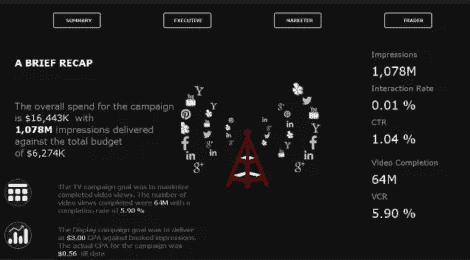 SUMMARY
EXECUTIVE
MARKETER
TRADER
A BRIEF RECAP
The overall spend for the campaign
is $16,443K with
1,078M impressions delivered
against the total budget
of $6,274K
The TV campaign goal was to maximise
completed video views. The number of
video views completed were 64M with a
completion rate of 5.90 %
The Display campaign goal was to deliver
at $3.00 CPA against booked impressions.
The actual CPA for the campaign was
$0.56 till date
Impressions
1,078M
Interaction Rate
0.01 %
CTR
1.04 %
Video Completion
64M
VCR
5.90 %